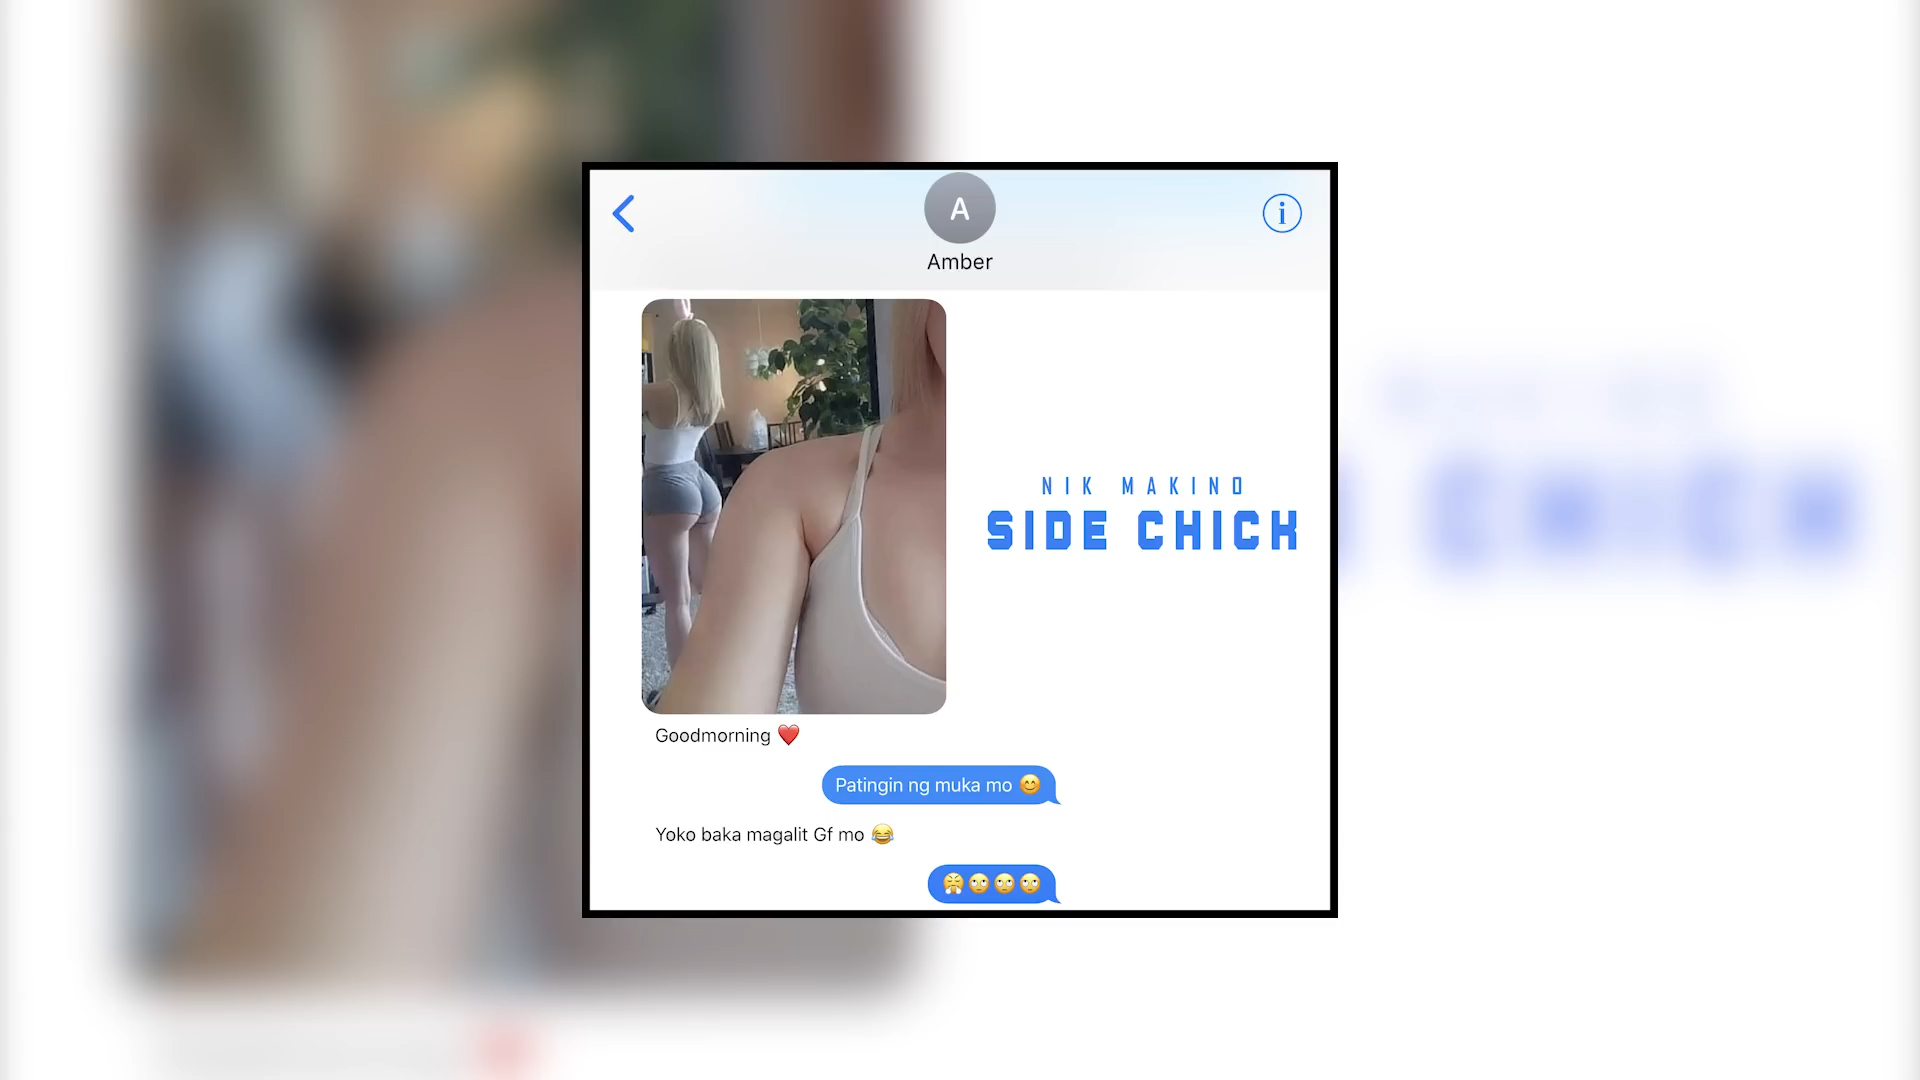 A
Amber
NIK MAKINO
SIDE CHICK
Goodmorning ❤️
Patingin ng muka mo 😊
Yoko baka magalit Gf mo 😂
😤🙄🙄🙄